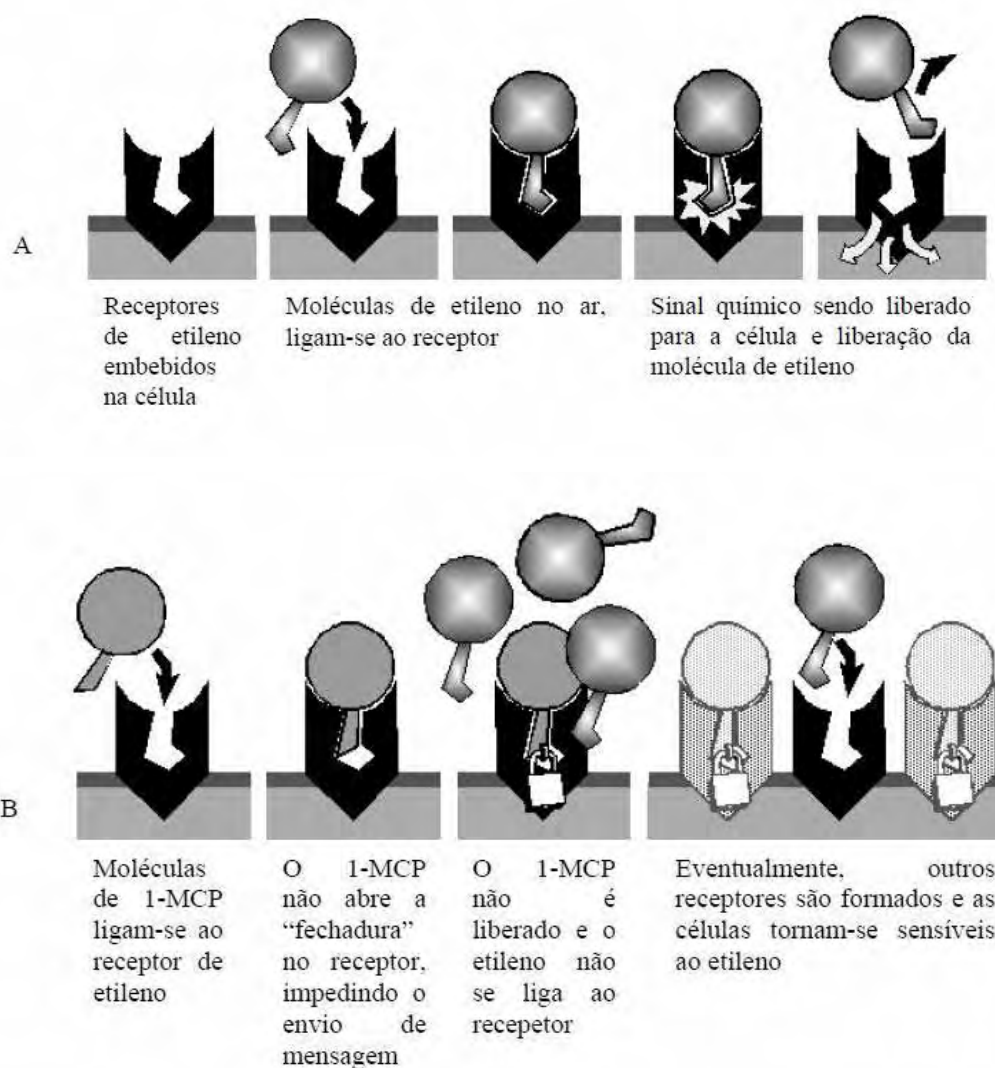 A
Receptores
de etileno
embebidos
na célula
Moléculas de etileno no ar,
ligam-se ao receptor
Sinal químico sendo liberado
para a célula e liberação da
molécula de etileno
B
Moléculas
de 1-MCP
ligam-se ao
receptor de
etileno
O 1-MCP
não abre a
“fechadura”
no receptor,
impedindo o
envio de
mensagem
O 1-MCP
não é
liberado e o
etileno não
se liga ao
recepetor
Eventualmente, outros
receptores são formados e as
células tornam-se sensíveis
ao etileno